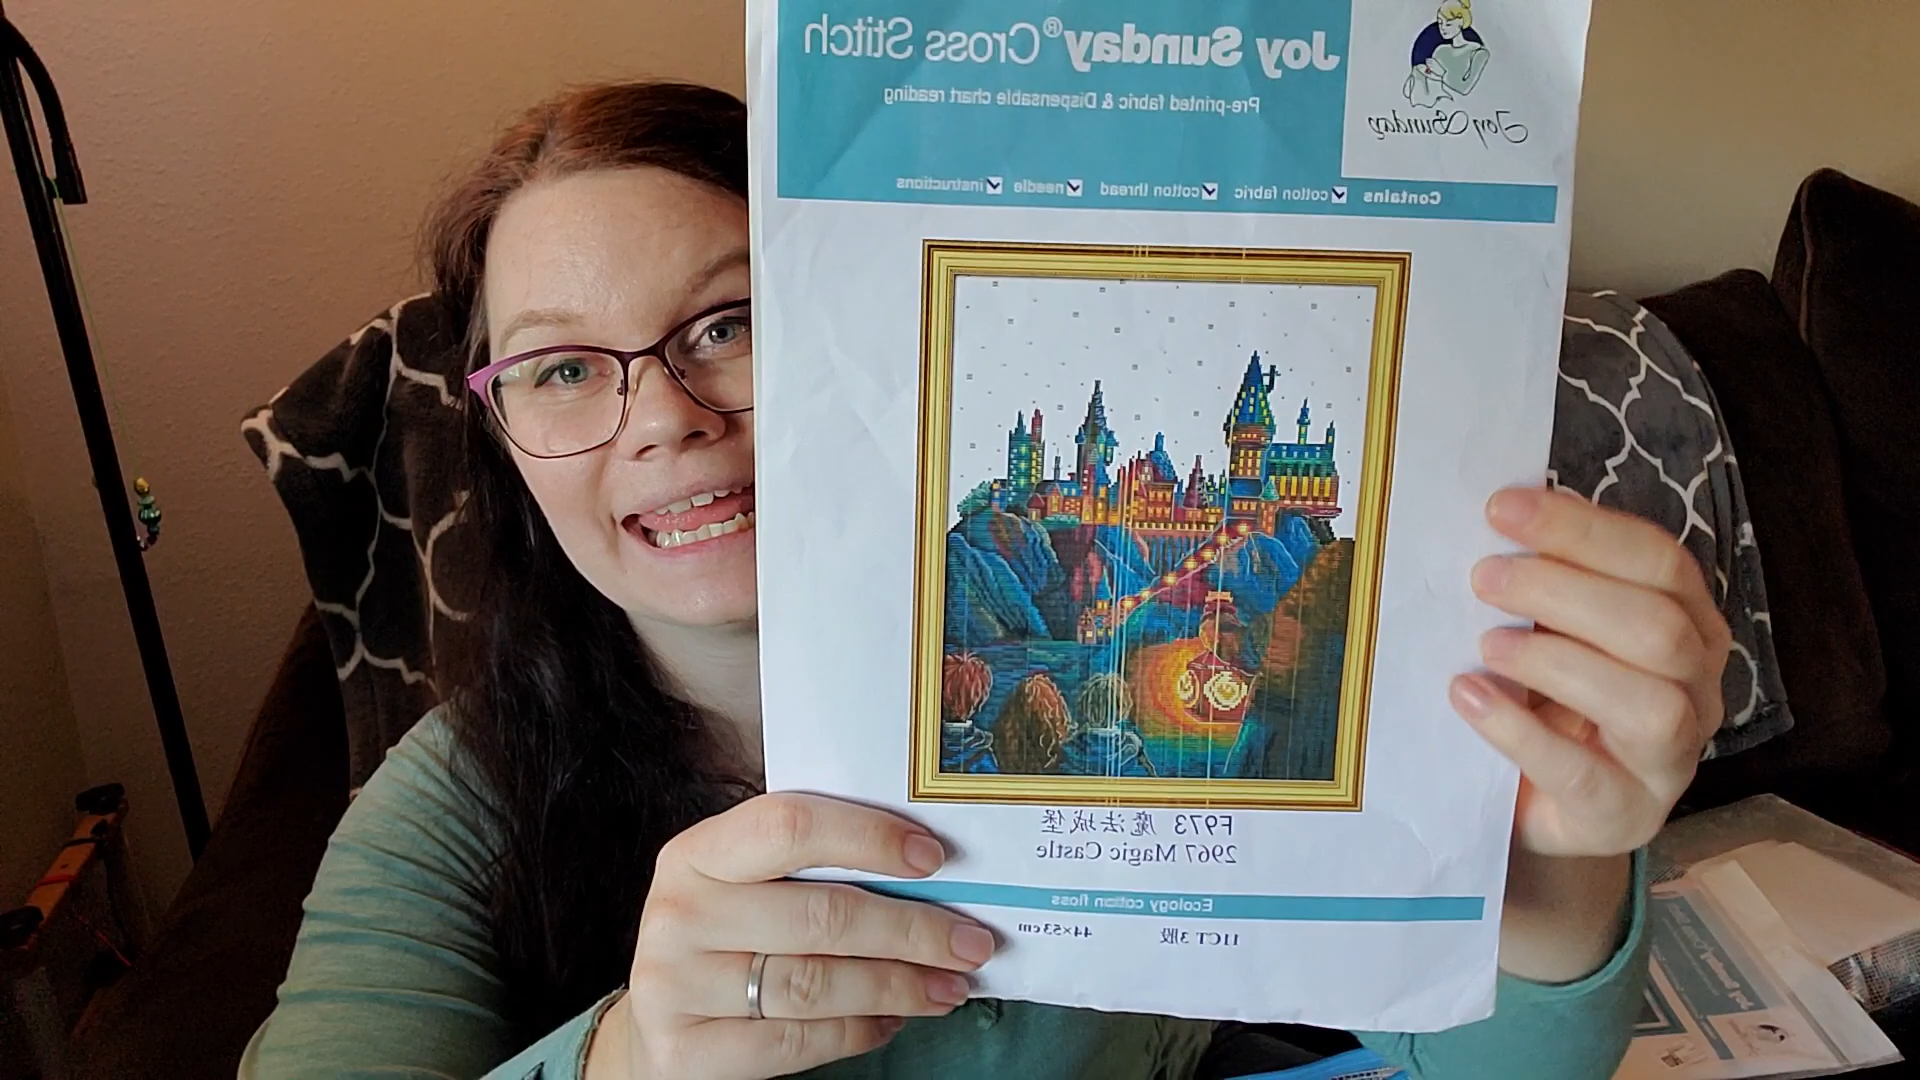 Joy Sunday® Cross Stitch
Pre-printed fabric & Dispensable chart reading
Joy Sunday
Contains cotton fabric cotton thread needle instructions
F973 魔法城堡
2967 Magic Castle
Ecology cotton floss
11CT 3股 44×53cm